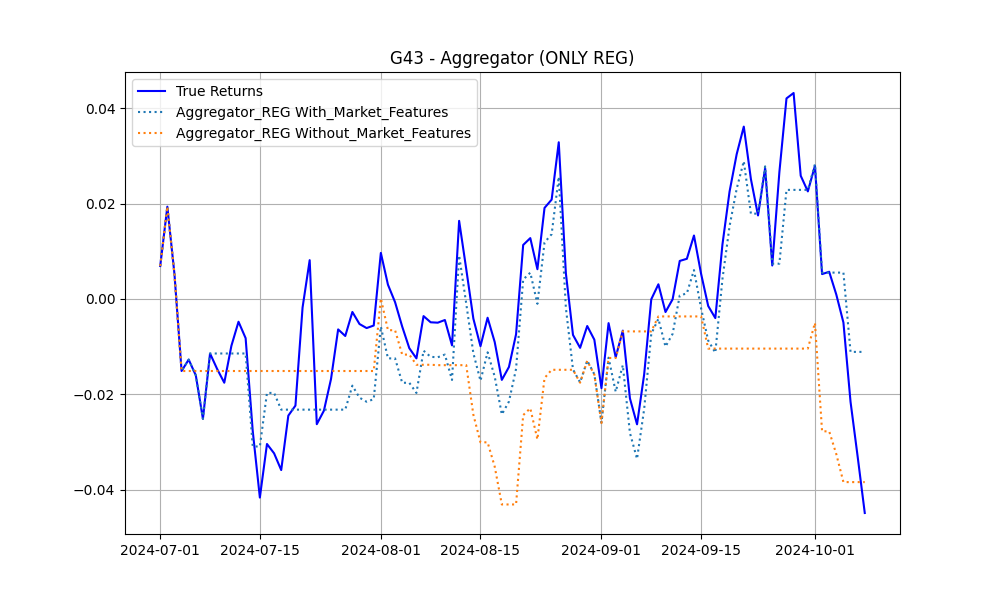 G43 - Aggregator (ONLY REG)
True Returns
Aggregator_REG With_Market_Features
Aggregator_REG Without_Market_Features
0.04
0.02
0.00
−0.02
−0.04
2024-07-01 2024-07-15 2024-08-01 2024-08-15 2024-09-01 2024-09-15 2024-10-01